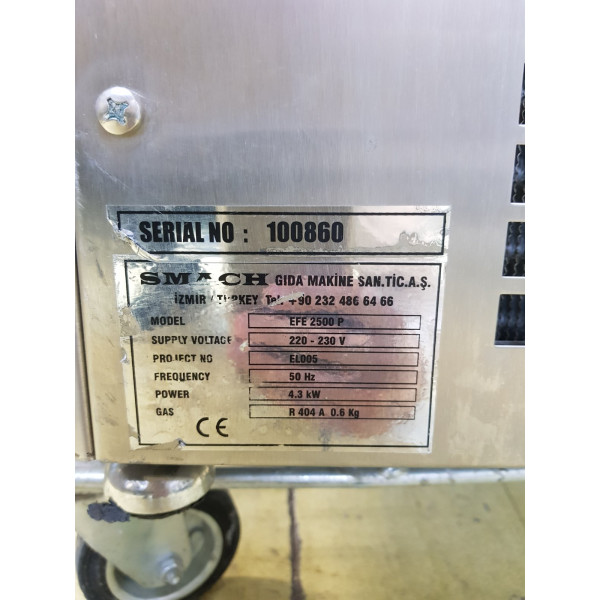 SERIAL NO : 100860
SMACH GIDA MAKİNE SAN.TİC.A.Ş.
İZMİR / TURKEY Tel. +90 232 486 64 66
MODEL EFE 2500 P
SUPPLY VOLTAGE 220 - 230 V
PROJECT NO EL005
FREQUENCY 50 Hz
POWER 4.3 kW
GAS R 404 A 0.6 Kg
CE